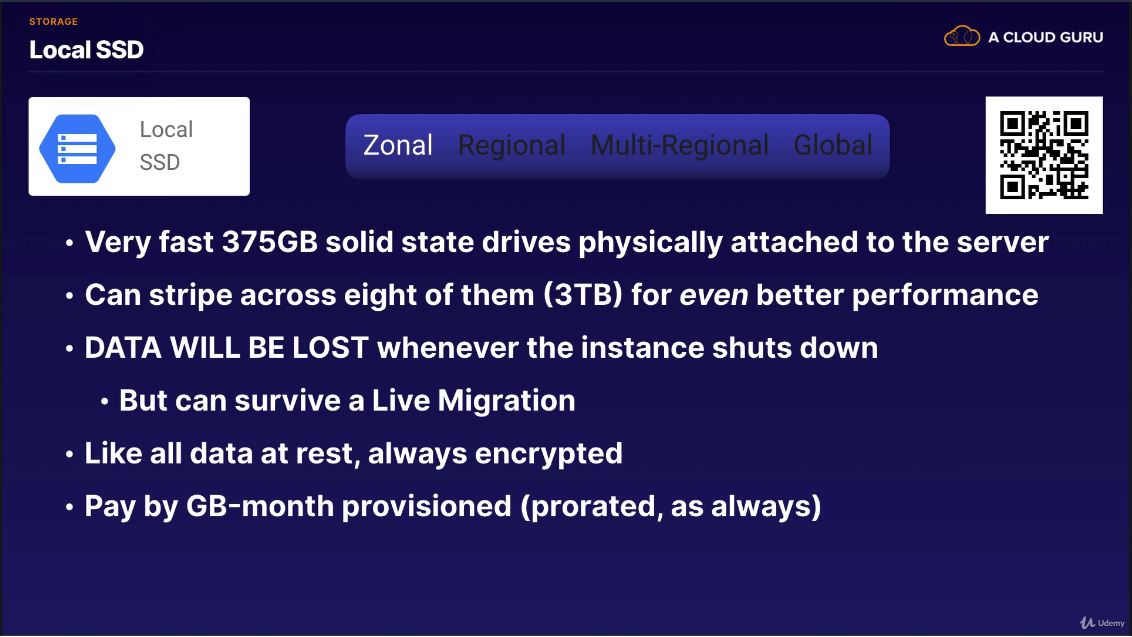 STORAGE
Local SSD
A CLOUD GURU
Local
SSD
Zonal Regional Multi-Regional Global
• Very fast 375GB solid state drives physically attached to the server
• Can stripe across eight of them (3TB) for even better performance
• DATA WILL BE LOST whenever the instance shuts down
• But can survive a Live Migration
• Like all data at rest, always encrypted
• Pay by GB-month provisioned (prorated, as always)
Udemy